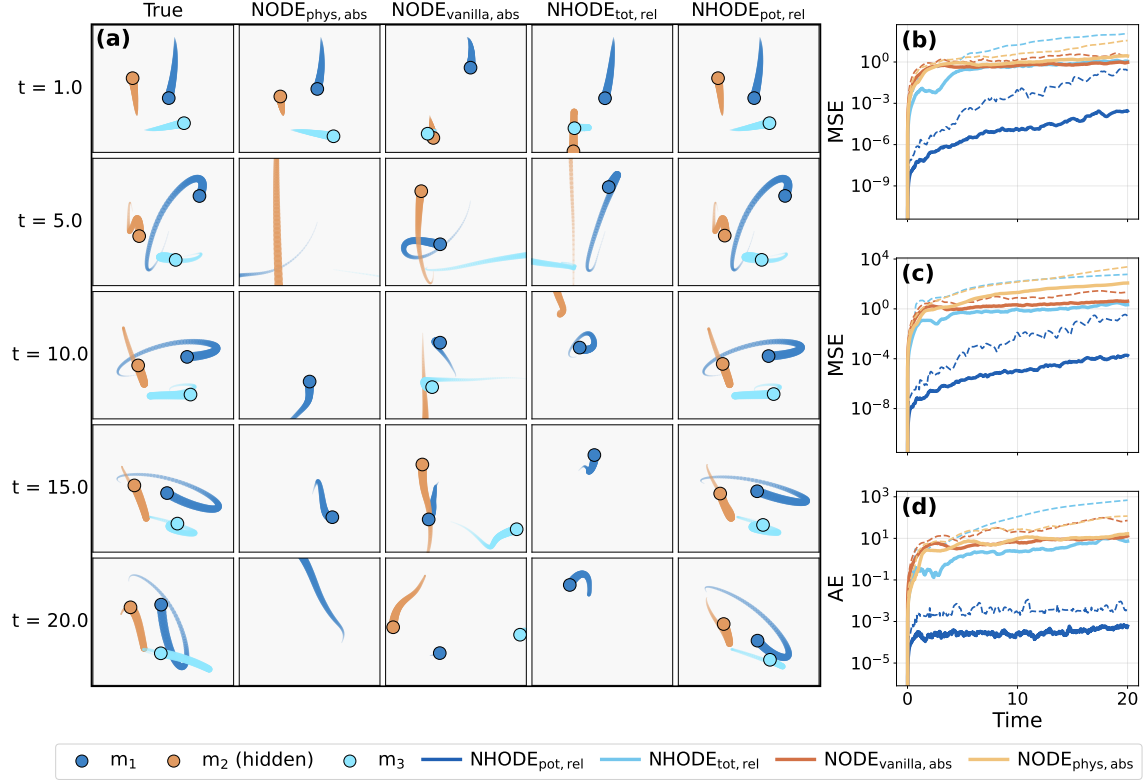 True NODE_phys, abs NODE_vanilla, abs NHODE_tot, rel NHODE_pot, rel
(a)
t = 1.0
t = 5.0
t = 10.0
t = 15.0
t = 20.0
(b)
MSE
10^0
10^−3
10^−6
10^−9
(c)
MSE
10^4
10^0
10^−4
10^−8
(d)
AE
10^3
10^1
10^−1
10^−3
10^−5
0 10 20
Time
m_1 m_2 (hidden) m_3 NHODE_pot, rel NHODE_tot, rel NODE_vanilla, abs NODE_phys, abs